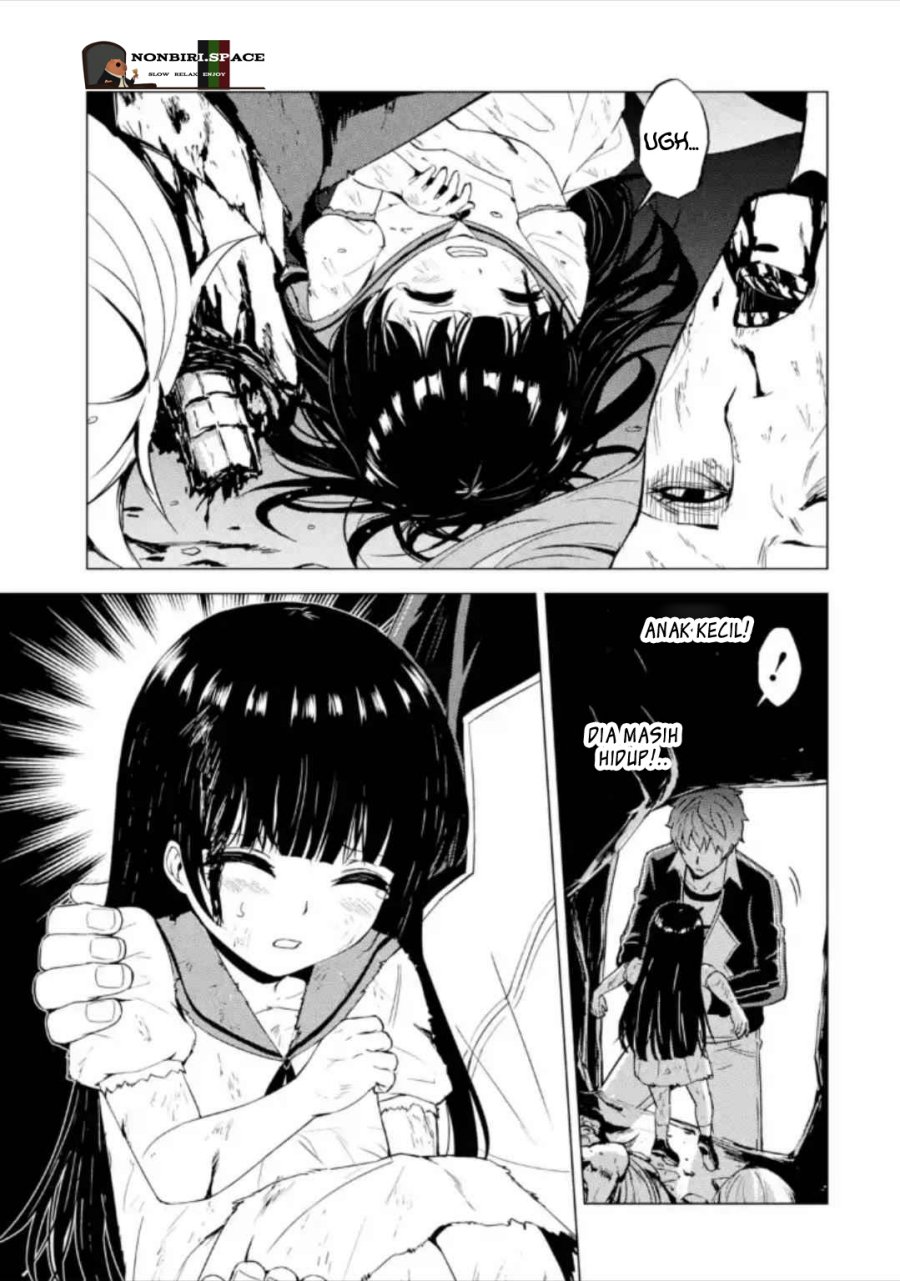 NONBIRI.SPACE
SLOW RELAX ENJOY
UGH...
!
ANAK KECIL!
DIA MASIH
HIDUP!..